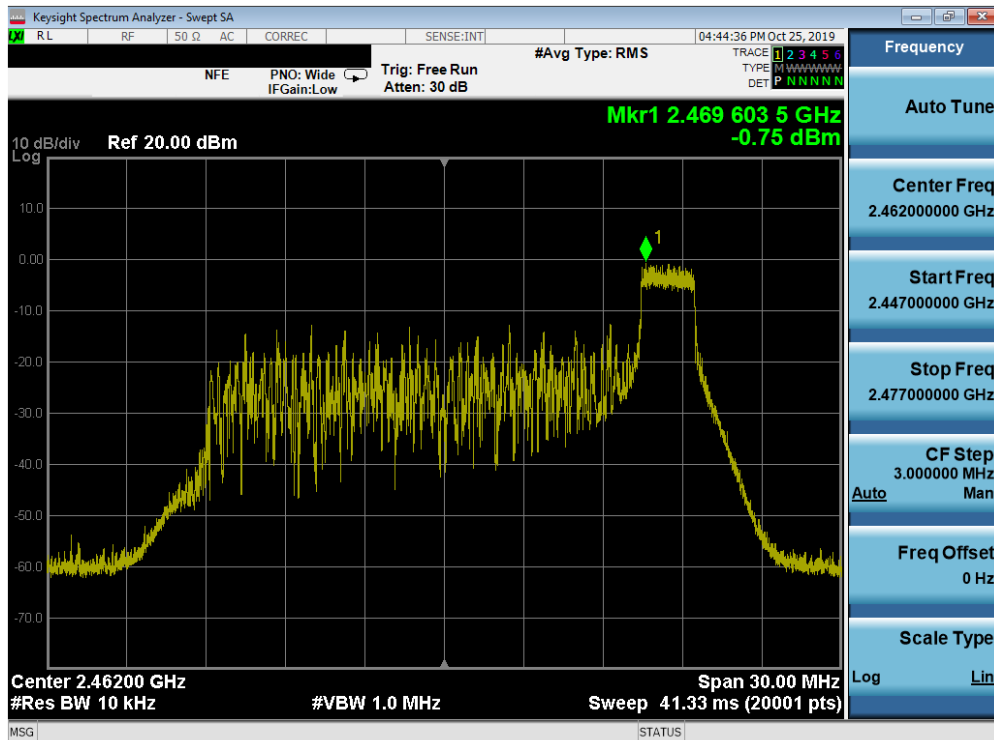 Keysight Spectrum Analyzer - Swept SA
LXI RL RF 50 Ω AC CORREC SENSE:INT 04:44:36 PM Oct 25, 2019
NFE PNO: Wide IFGain:Low
Trig: Free Run
Atten: 30 dB
#Avg Type: RMS
TRACE 1 2 3 4 5 6
TYPE M W W W W W
DET P N N N N N
Mkr1 2.469 603 5 GHz
-0.75 dBm
10 dB/div Ref 20.00 dBm
Log
1
10.0
0.00
-10.0
-20.0
-30.0
-40.0
-50.0
-60.0
-70.0
Center 2.46200 GHz Span 30.00 MHz
#Res BW 10 kHz #VBW 1.0 MHz Sweep 41.33 ms (20001 pts)
MSG STATUS
Frequency
Auto Tune
Center Freq
2.462000000 GHz
Start Freq
2.447000000 GHz
Stop Freq
2.477000000 GHz
CF Step
3.000000 MHz
Auto Man
Freq Offset
0 Hz
Scale Type
Log Lin